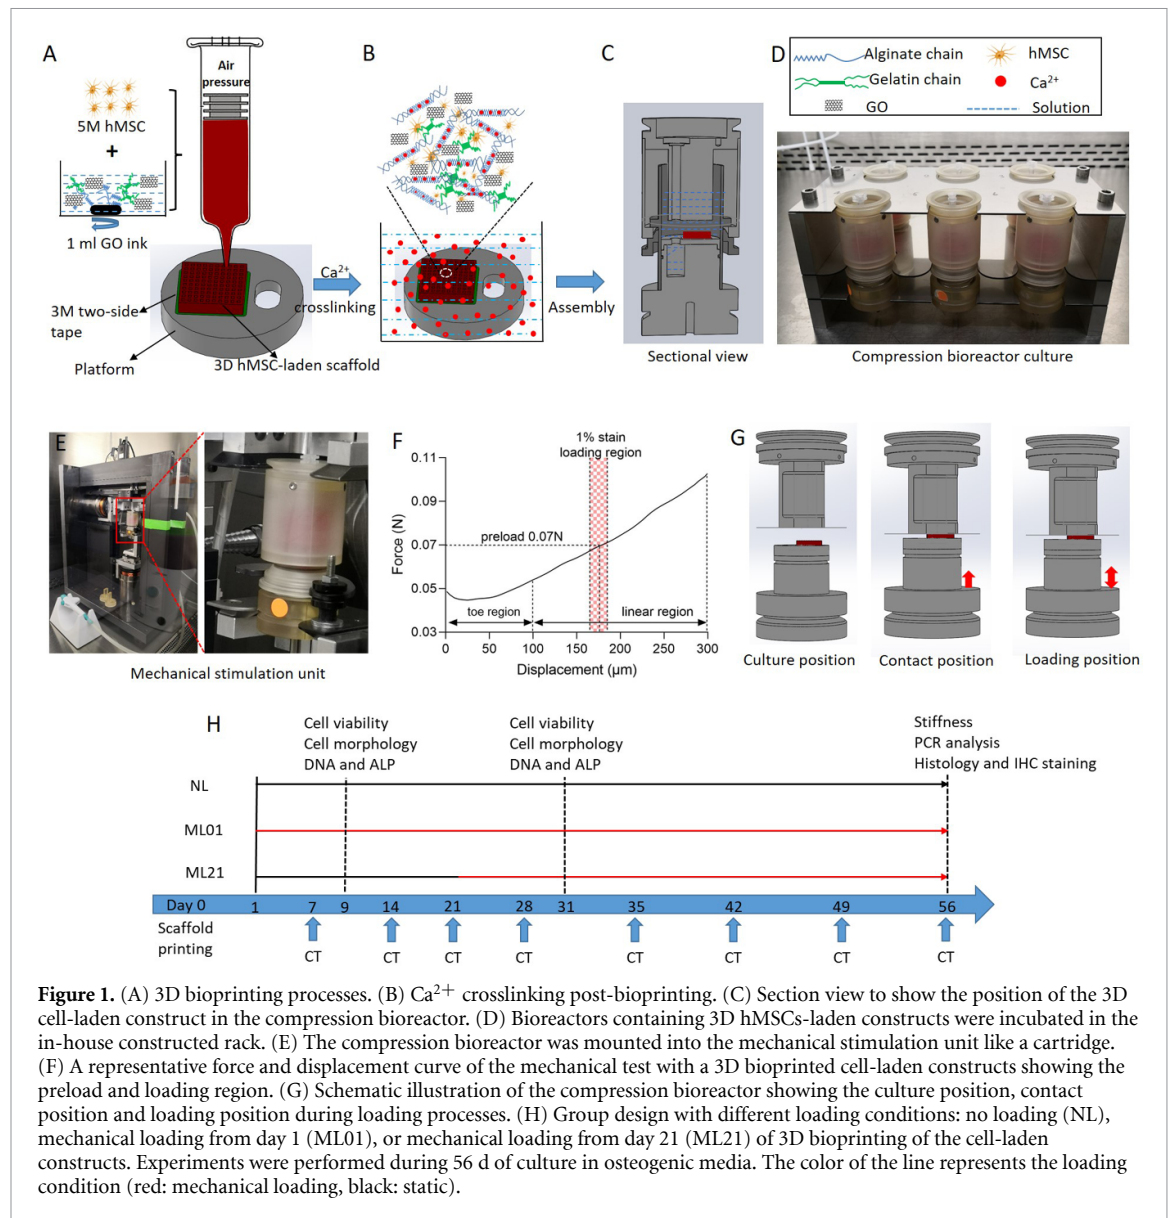 A
Air
pressure
5M hMSC
+
1 ml GO ink
3M two-side
tape
Platform
3D hMSC-laden scaffold
Ca²⁺
crosslinking
B
Assembly
C
Sectional view
D
Alginate chain
hMSC
Gelatin chain
Ca²⁺
GO
Solution
Compression bioreactor culture
E
Mechanical stimulation unit
F
1% stain
loading region
0.11
0.09
0.07
0.05
0.03
Force (N)
preload 0.07N
toe region
linear region
0
50
100
150
200
250
300
Displacement (μm)
G
Culture position
Contact position
Loading position
H
Cell viability
Cell morphology
DNA and ALP
Cell viability
Cell morphology
DNA and ALP
Stiffness
PCR analysis
Histology and IHC staining
NL
ML01
ML21
Day 0 1 7 9 14 21 28 31 35 42 49 56
Scaffold
printing
CT CT CT CT CT CT CT CT
Figure 1. (A) 3D bioprinting processes. (B) Ca²⁺ crosslinking post-bioprinting. (C) Section view to show the position of the 3D
cell-laden construct in the compression bioreactor. (D) Bioreactors containing 3D hMSCs-laden constructs were incubated in the
in-house constructed rack. (E) The compression bioreactor was mounted into the mechanical stimulation unit like a cartridge.
(F) A representative force and displacement curve of the mechanical test with a 3D bioprinted cell-laden constructs showing the
preload and loading region. (G) Schematic illustration of the compression bioreactor showing the culture position, contact
position and loading position during loading processes. (H) Group design with different loading conditions: no loading (NL),
mechanical loading from day 1 (ML01), or mechanical loading from day 21 (ML21) of 3D bioprinting of the cell-laden
constructs. Experiments were performed during 56 d of culture in osteogenic media. The color of the line represents the loading
condition (red: mechanical loading, black: static).